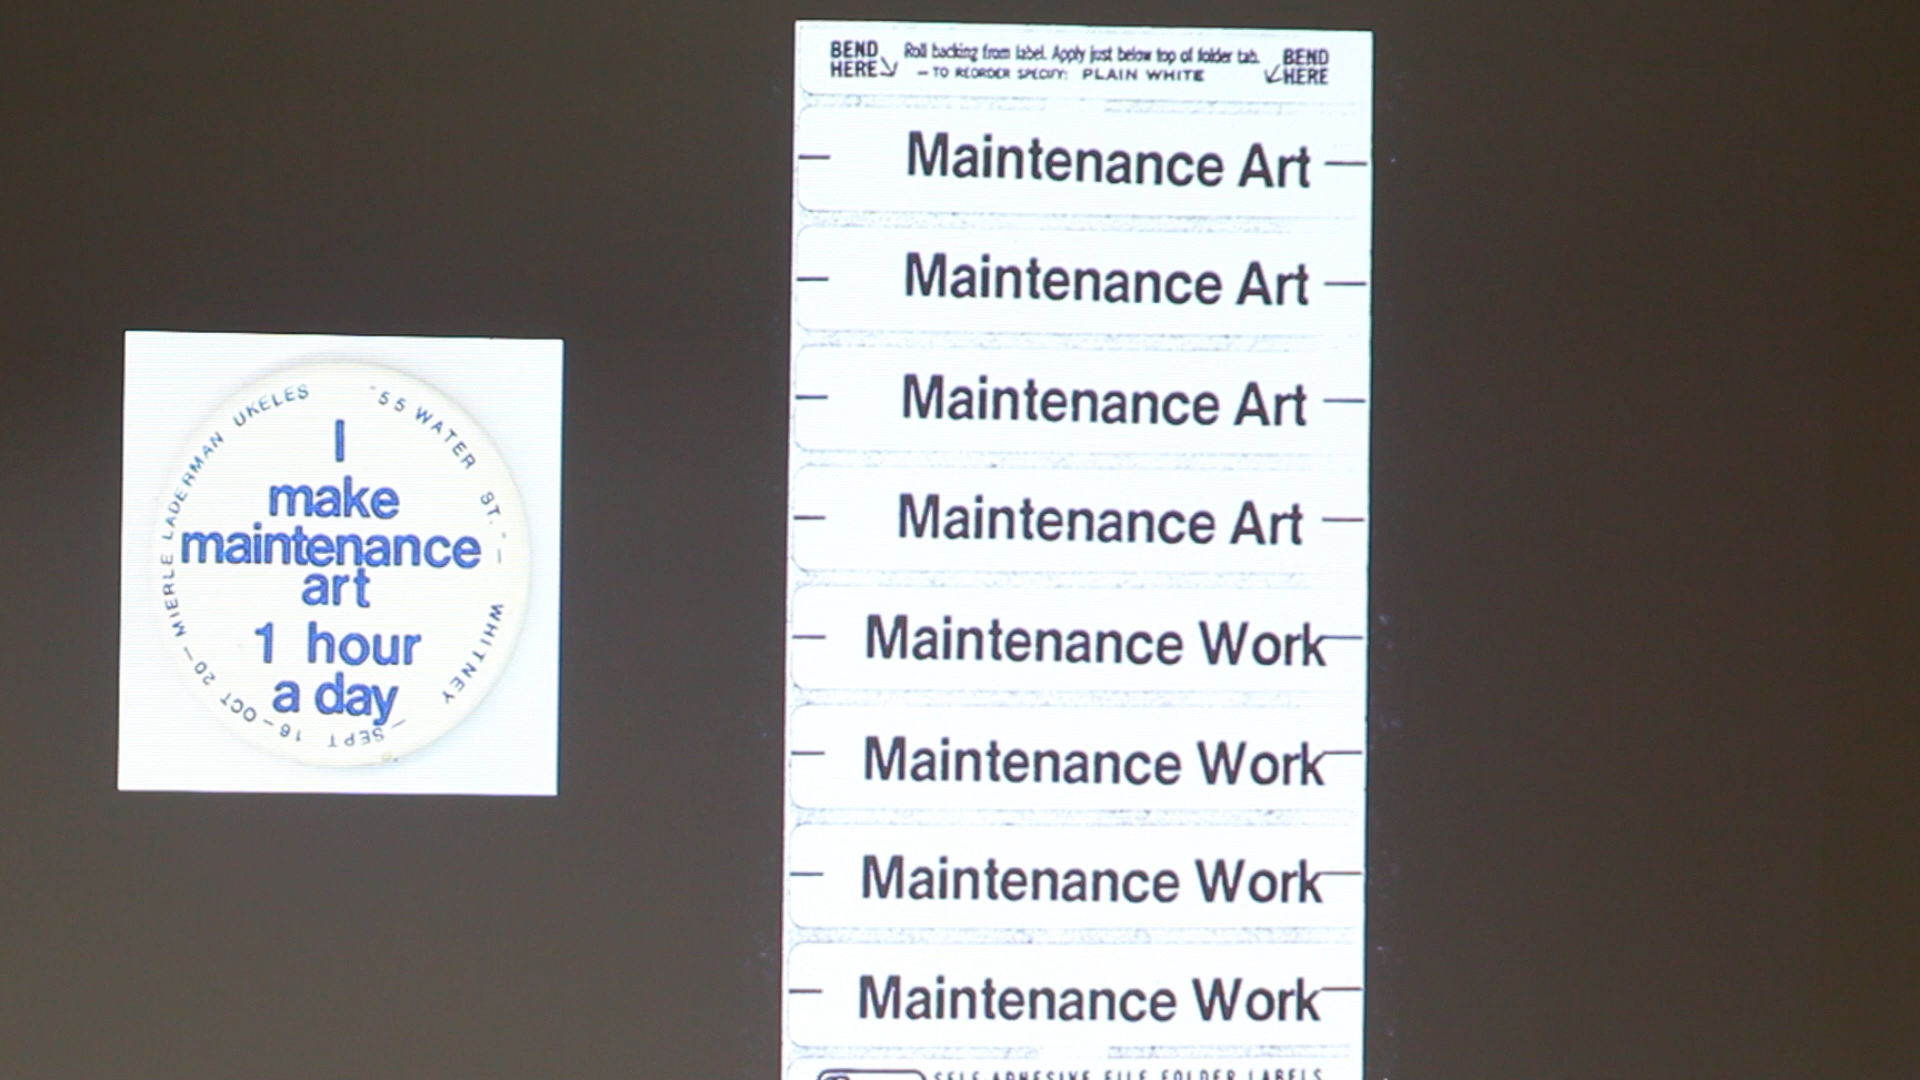 MIERLE LADERMAN UKELES "55 WATER ST." – WHITNEY – SEPT 16 – OCT 20 –
I
make
maintenance
art
1 hour
a day
BEND HERE
Roll backing from label. Apply just below top of folder tab.
– TO REORDER SPECIFY: PLAIN WHITE
BEND HERE
Maintenance Art
Maintenance Art
Maintenance Art
Maintenance Art
Maintenance Work
Maintenance Work
Maintenance Work
Maintenance Work
SELF ADHESIVE FILE FOLDER LABELS